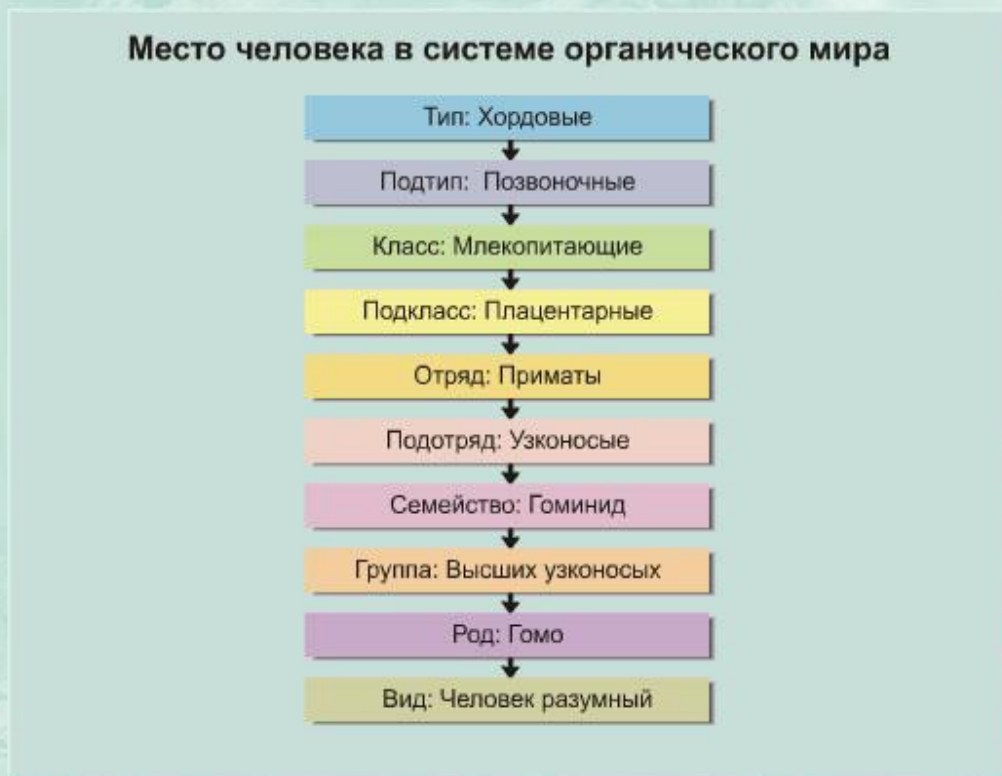 Место человека в системе органического мира
Тип: Хордовые
Подтип: Позвоночные
Класс: Млекопитающие
Подкласс: Плацентарные
Отряд: Приматы
Подотряд: Узконосые
Семейство: Гоминид
Группа: Высших узконосых
Род: Гомо
Вид: Человек разумный